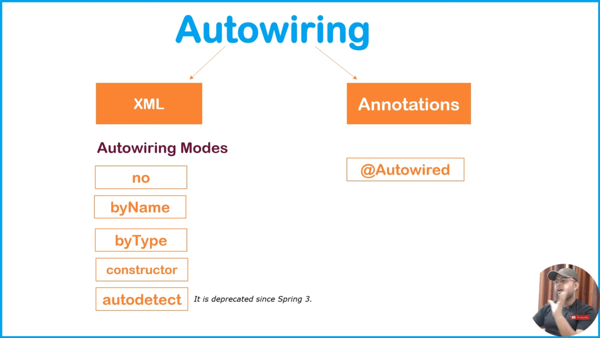 Autowiring
XML
Annotations
Autowiring Modes
no
@Autowired
byName
byType
constructor
autodetect
It is deprecated since Spring 3.